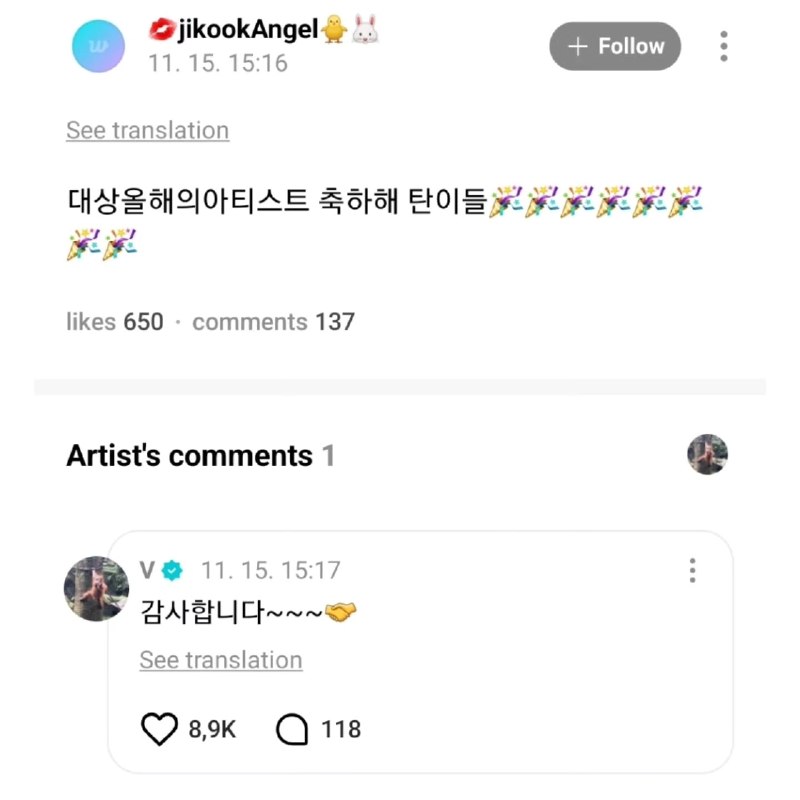 💋jikookAngel🐥🐰
+ Follow
11. 15. 15:16
See translation
대상올해의아티스트 축하해 탄이들🎉🎉🎉🎉🎉🎉
🎉🎉
likes 650 · comments 137
Artist's comments 1
V 11. 15. 15:17
감사합니다~~~🤝
See translation
8,9K 118